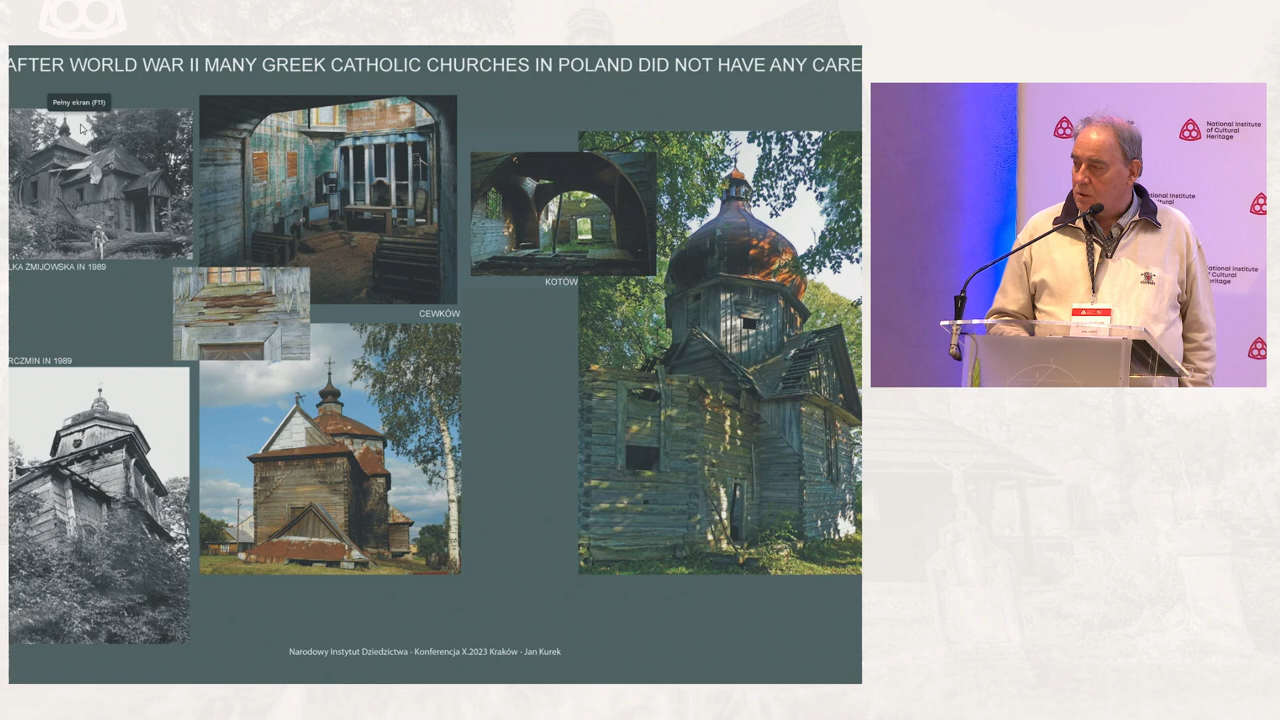 AFTER WORLD WAR II MANY GREEK CATHOLIC CHURCHES IN POLAND DID NOT HAVE ANY CARE
Pełny ekran (F11)
LKA ŻMIJOWSKA IN 1989
KOTÓW
CEWKÓW
RCZMIN IN 1989
Narodowy Instytut Dziedzictwa - Konferencja X.2023 Kraków - Jan Kurek
National Institute
of Cultural
Heritage
Institute
National Institute
of Cultural
Heritage